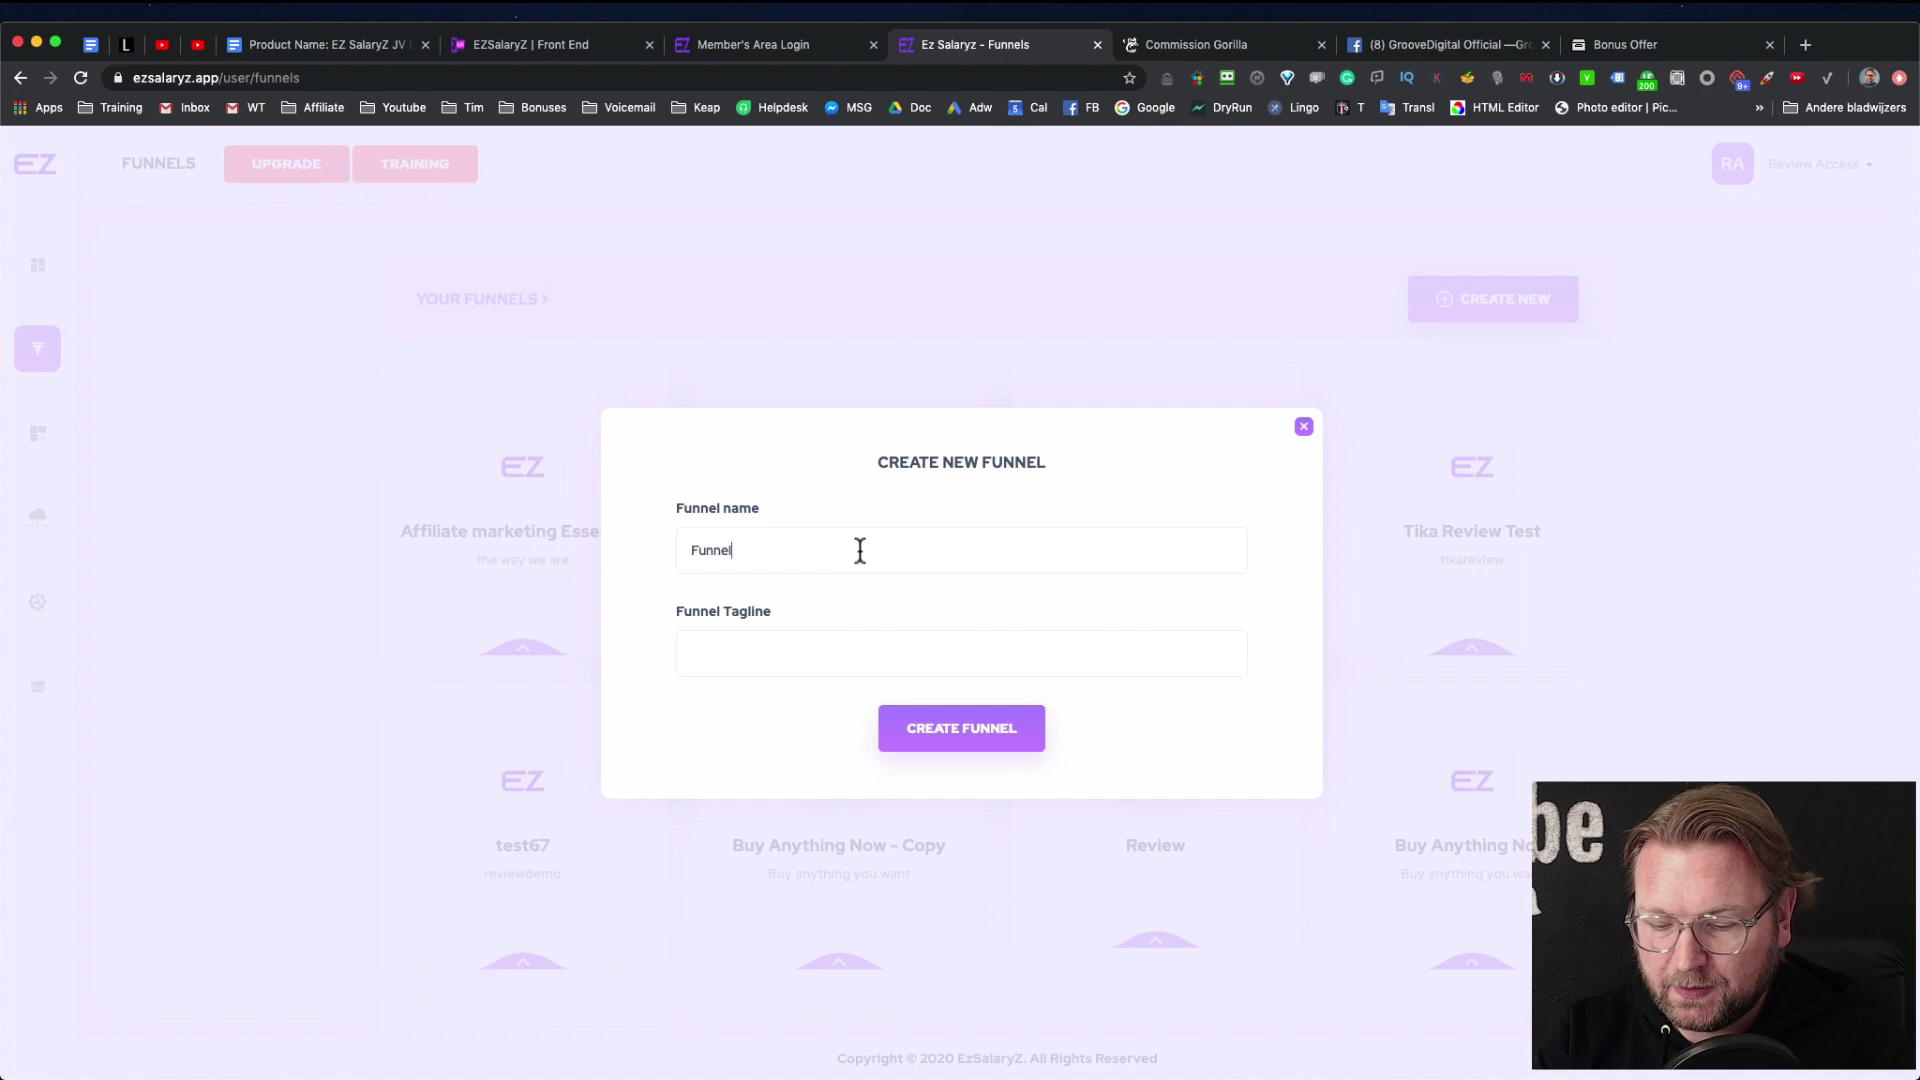 Product Name: EZ SalaryZ JV L
EZSalaryZ | Front End
Member's Area Login
Ez Salaryz - Funnels
Commission Gorilla
(8) GrooveDigital Official —Gr
Bonus Offer
ezsalaryz.app/user/funnels
Apps
Training
Inbox
WT
Affiliate
Youtube
Tim
Bonuses
Voicemail
Keap
Helpdesk
MSG
Doc
Adw
Cal
FB
Google
DryRun
Lingo
T
Transl
HTML Editor
Photo editor | Pic...
»
Andere bladwijzers
EZ
FUNNELS
UPGRADE
TRAINING
RA
Review Access
YOUR FUNNELS >
CREATE NEW
CREATE NEW FUNNEL
Funnel name
Funnel
Funnel Tagline
CREATE FUNNEL
EZ
Affiliate marketing Esse
the way we are
EZ
Tika Review Test
tikareview
EZ
test67
reviewdemo
Buy Anything Now - Copy
Buy anything you want
Review
EZ
Buy Anything No
Buy anything you wa
be
Copyright © 2020 EzSalaryZ. All Rights Reserved